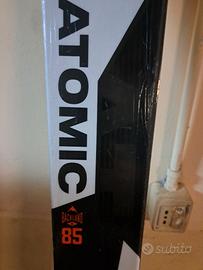 ATOMIC
BACKLAND
85
subito